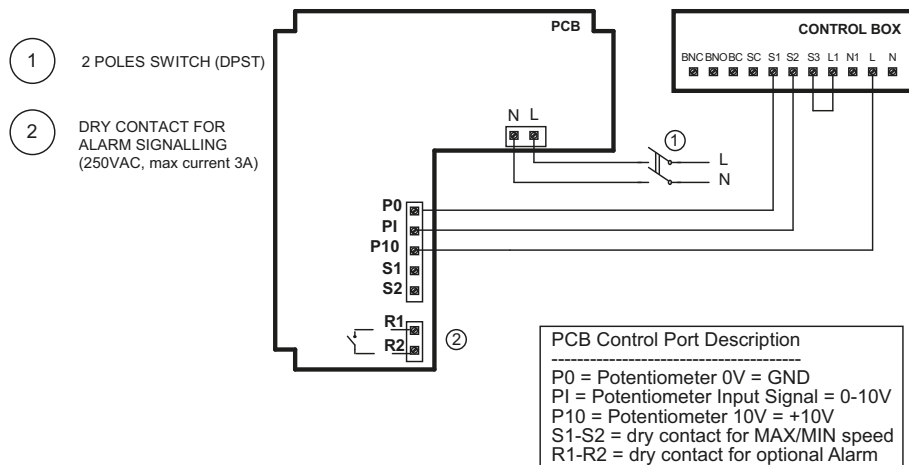 1
2 POLES SWITCH (DPST)
2
DRY CONTACT FOR
ALARM SIGNALLING
(250VAC, max current 3A)
PCB
N L
CONTROL BOX
BNC BNO BC SC S1 S2 S3 L1 N1 L N
1
L
N
P0
PI
P10
S1
S2
R1
R2
2
PCB Control Port Description
---------------------------------------
P0 = Potentiometer 0V = GND
PI = Potentiometer Input Signal = 0-10V
P10 = Potentiometer 10V = +10V
S1-S2 = dry contact for MAX/MIN speed
R1-R2 = dry contact for optional Alarm